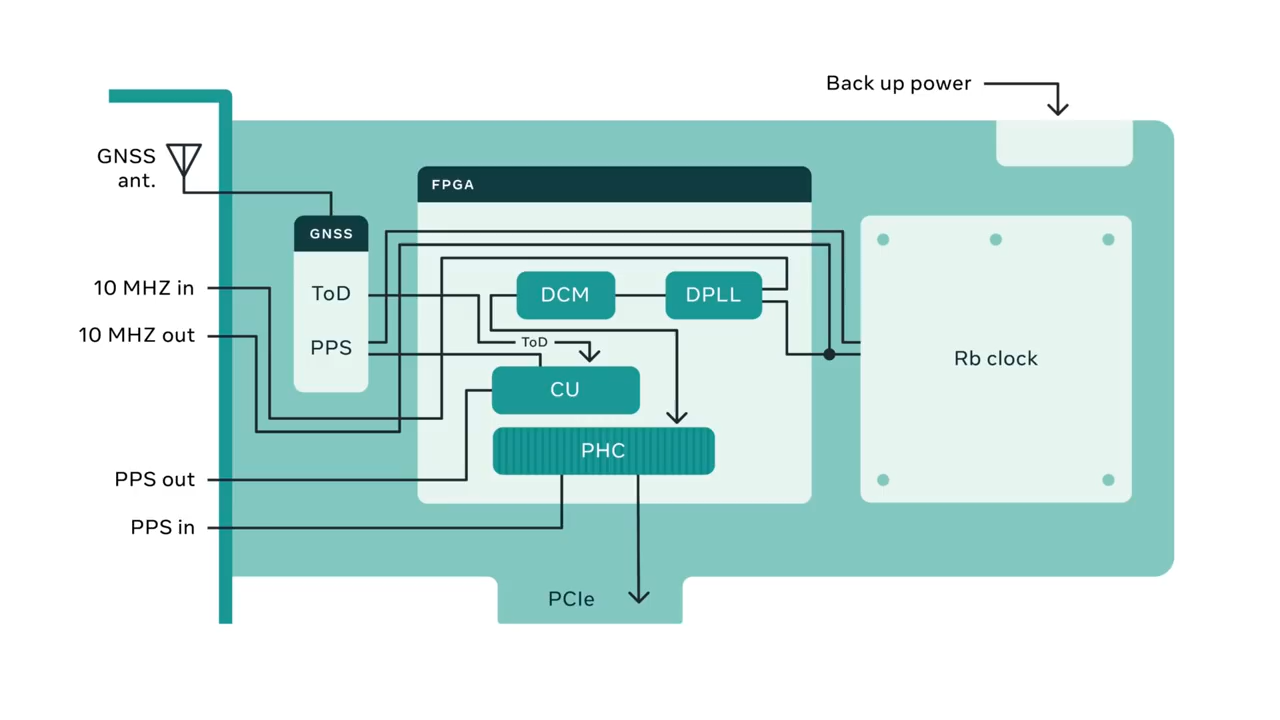 Back up power
GNSS
ant.
FPGA
GNSS
10 MHZ in
ToD
DCM
DPLL
10 MHZ out
PPS
ToD
Rb clock
CU
PHC
PPS out
PPS in
PCIe